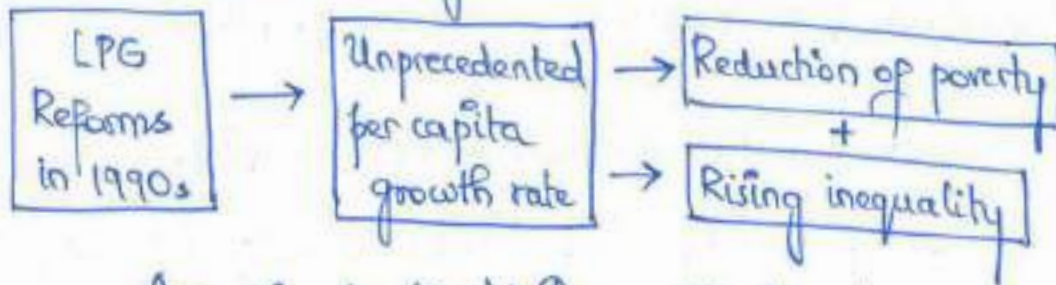 LPG
Reforms
in 1990s
→
Unprecedented
per capita
growth rate
→ Reduction of poverty
+
→ Rising inequality